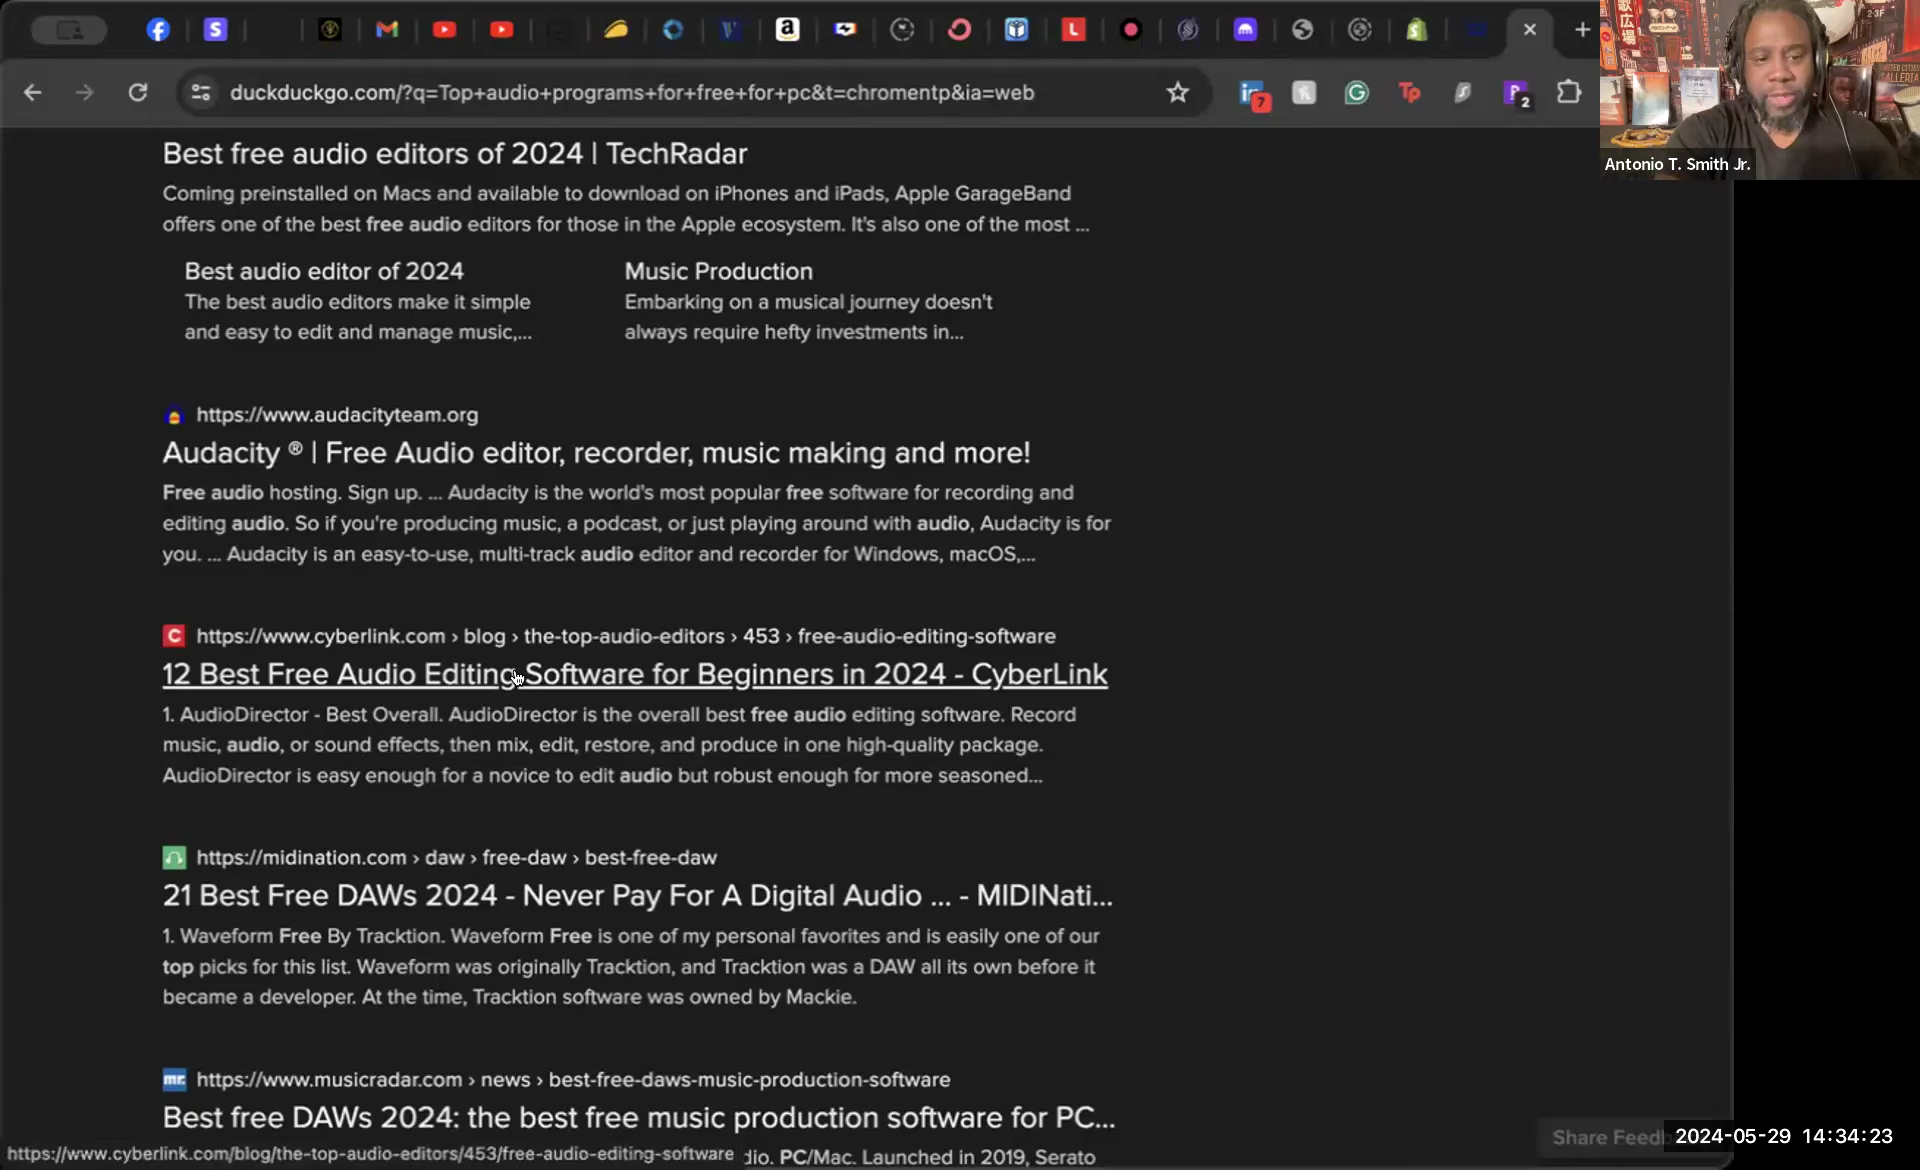 duckduckgo.com/?q=Top+audio+programs+for+free+for+pc&t=chromentp&ia=web
7
2
Antonio T. Smith Jr.
Best free audio editors of 2024 | TechRadar
Coming preinstalled on Macs and available to download on iPhones and iPads, Apple GarageBand
offers one of the best free audio editors for those in the Apple ecosystem. It's also one of the most ...
Best audio editor of 2024
The best audio editors make it simple
and easy to edit and manage music,...
Music Production
Embarking on a musical journey doesn't
always require hefty investments in...
https://www.audacityteam.org
Audacity ® | Free Audio editor, recorder, music making and more!
Free audio hosting. Sign up. ... Audacity is the world's most popular free software for recording and
editing audio. So if you're producing music, a podcast, or just playing around with audio, Audacity is for
you. ... Audacity is an easy-to-use, multi-track audio editor and recorder for Windows, macOS,...
https://www.cyberlink.com › blog › the-top-audio-editors › 453 › free-audio-editing-software
12 Best Free Audio Editing Software for Beginners in 2024 - CyberLink
1. AudioDirector - Best Overall. AudioDirector is the overall best free audio editing software. Record
music, audio, or sound effects, then mix, edit, restore, and produce in one high-quality package.
AudioDirector is easy enough for a novice to edit audio but robust enough for more seasoned...
https://midination.com › daw › free-daw › best-free-daw
21 Best Free DAWs 2024 - Never Pay For A Digital Audio ... - MIDINati...
1. Waveform Free By Tracktion. Waveform Free is one of my personal favorites and is easily one of our
top picks for this list. Waveform was originally Tracktion, and Tracktion was a DAW all its own before it
became a developer. At the time, Tracktion software was owned by Mackie.
https://www.musicradar.com › news › best-free-daws-music-production-software
Best free DAWs 2024: the best free music production software for PC...
https://www.cyberlink.com/blog/the-top-audio-editors/453/free-audio-editing-software
dio. PC/Mac. Launched in 2019, Serato
Share Feedb
2024-05-29 14:34:23